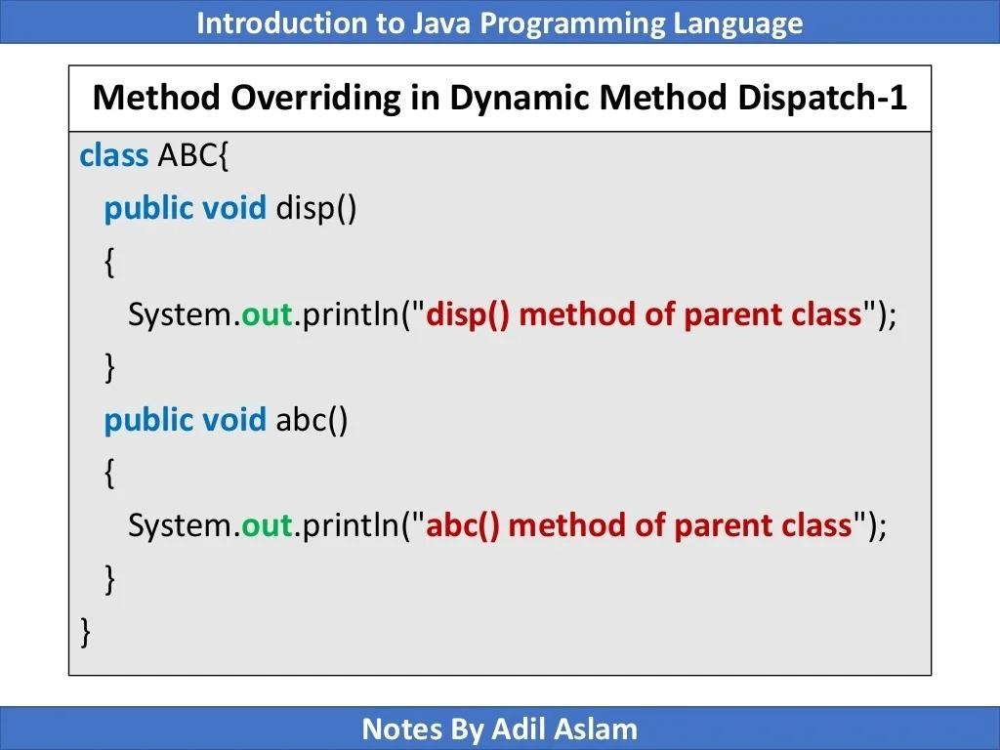 Introduction to Java Programming Language
Method Overriding in Dynamic Method Dispatch-1
class ABC{
public void disp()
{
System.out.println("disp() method of parent class");
}
public void abc()
{
System.out.println("abc() method of parent class");
}
}
Notes By Adil Aslam